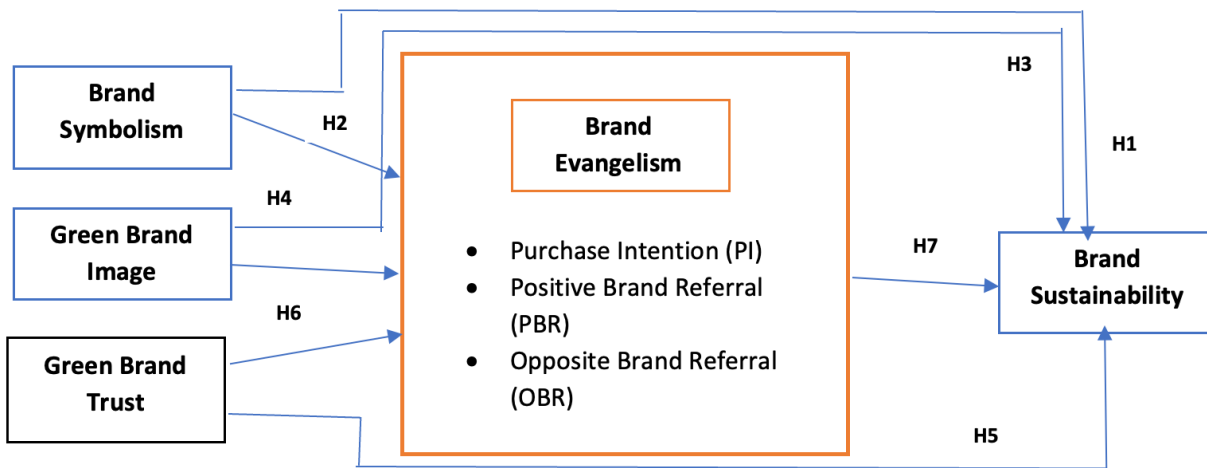 Brand
Symbolism
H2
H4
Green Brand
Image
H6
Green Brand
Trust
Brand
Evangelism
● Purchase Intention (PI)
● Positive Brand Referral
(PBR)
● Opposite Brand Referral
(OBR)
H3
H1
H7
Brand
Sustainability
H5